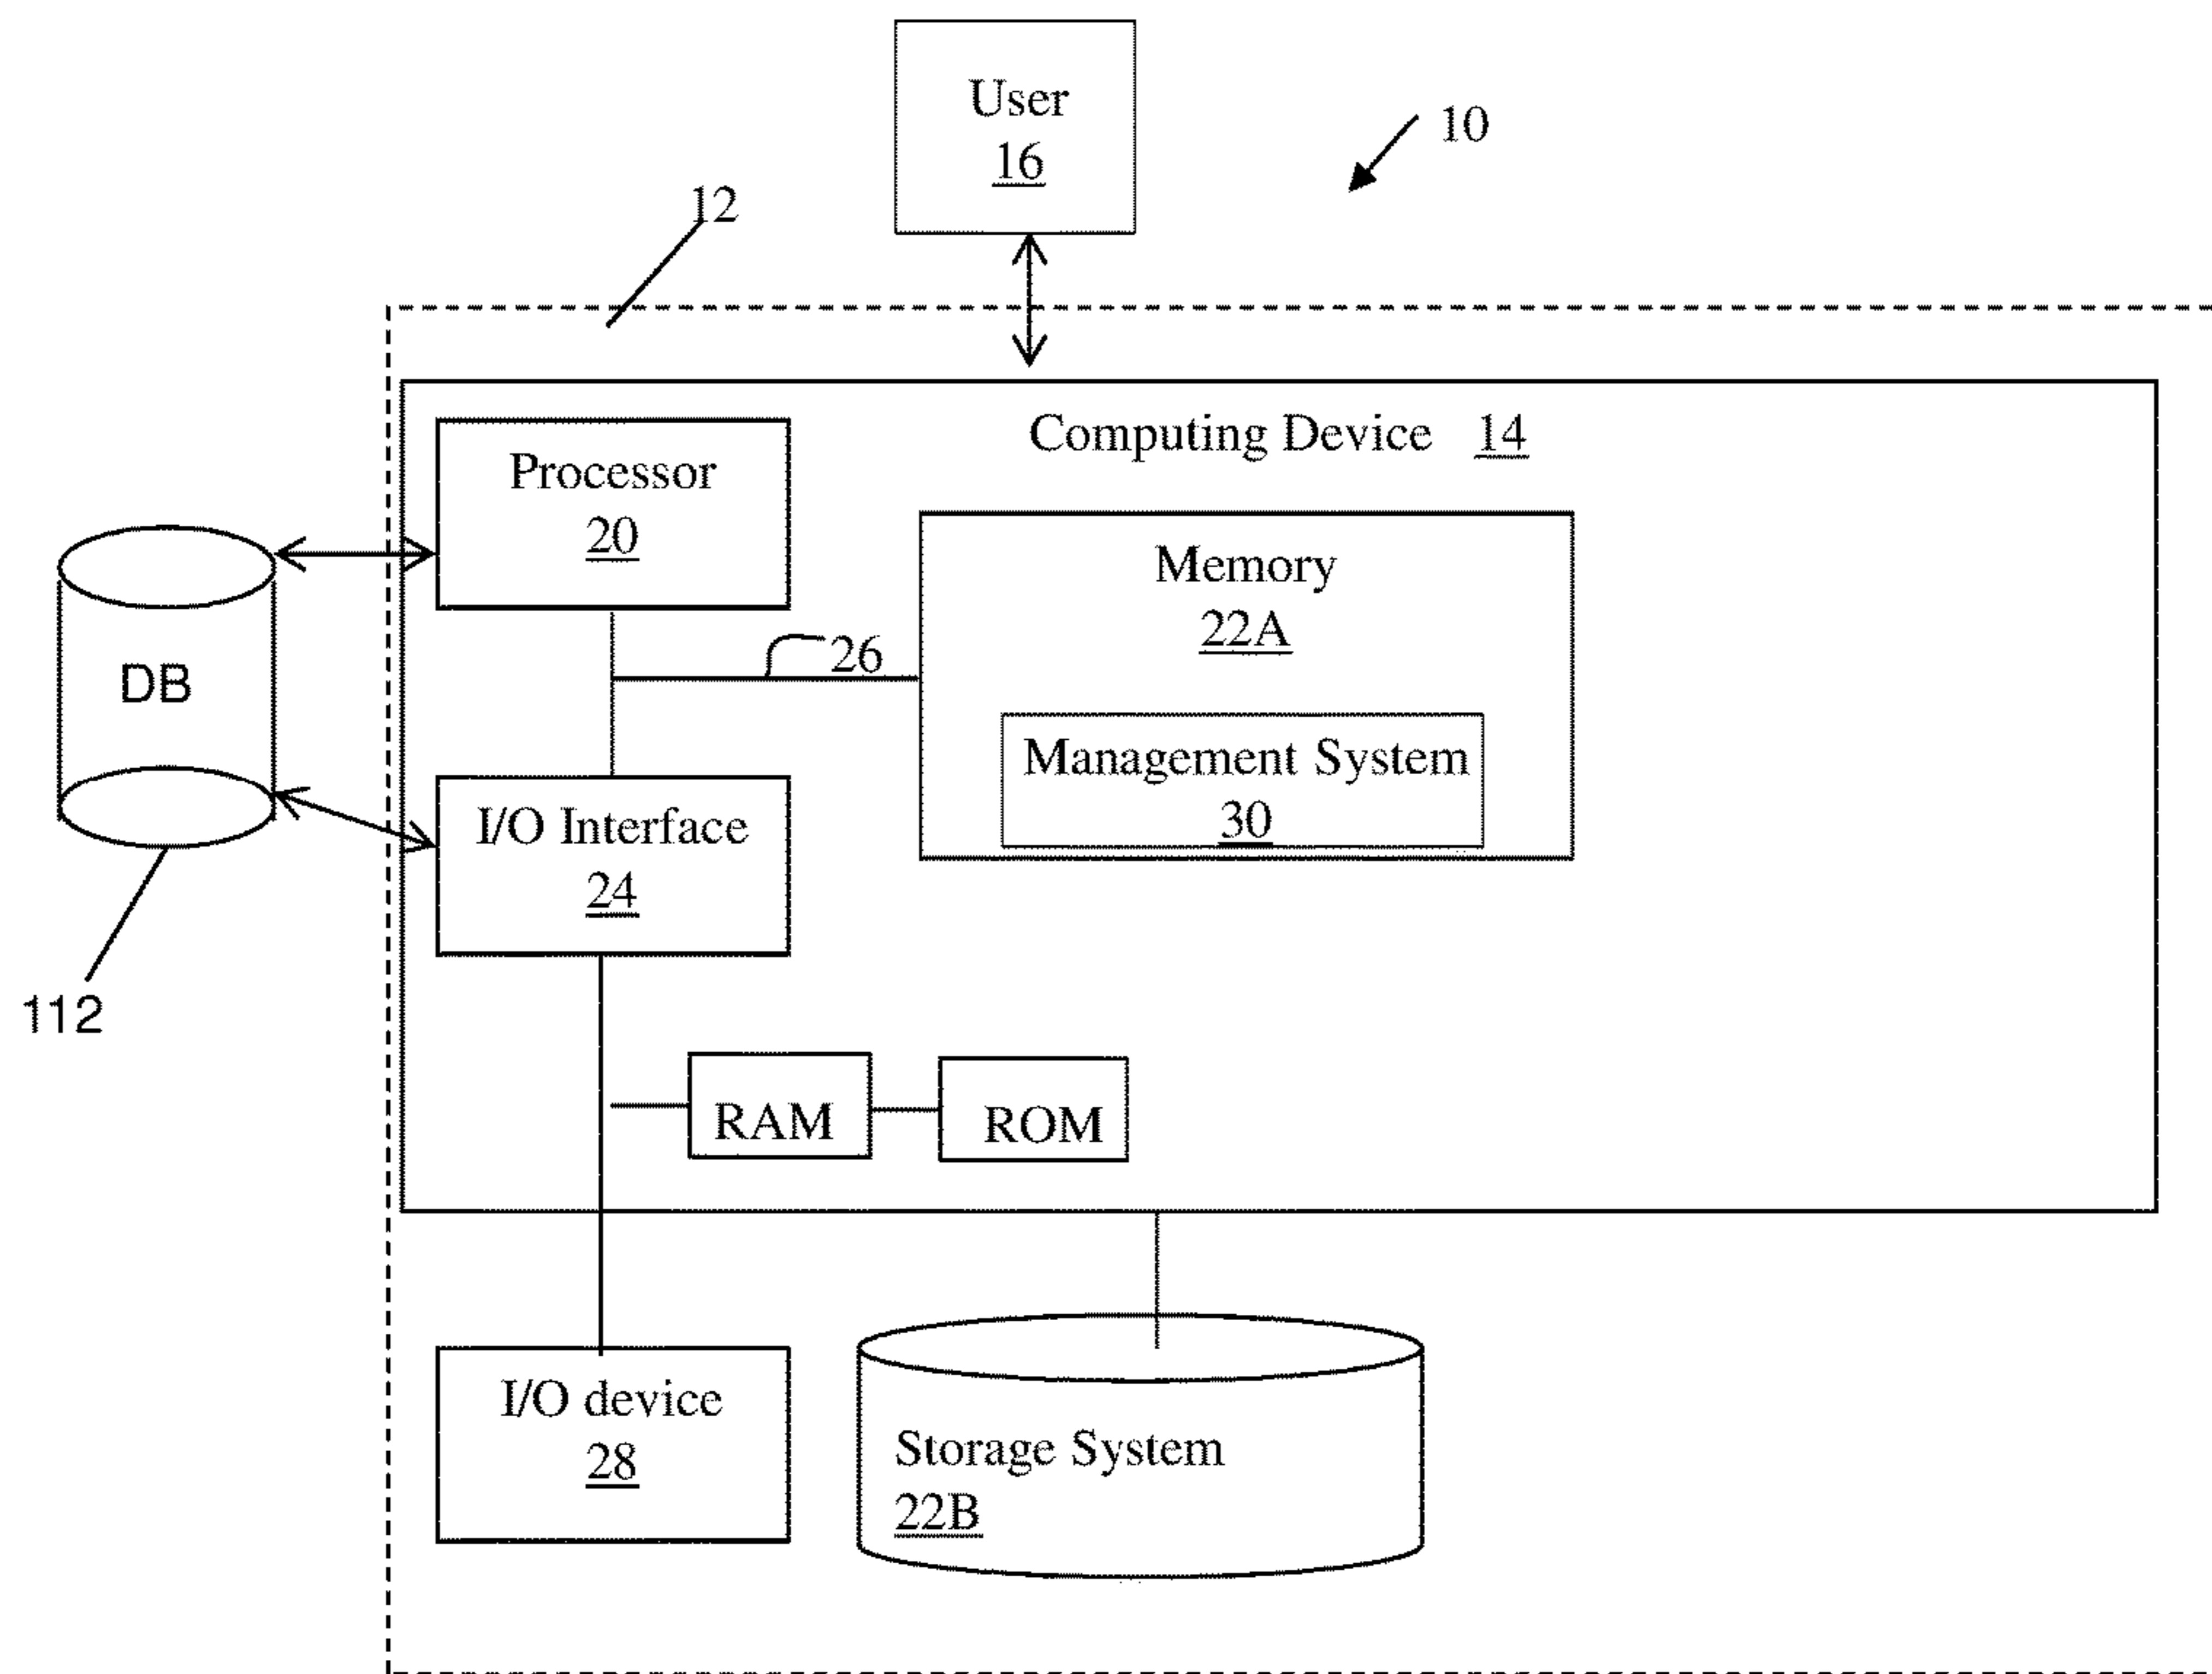 User
16
10
12
Computing Device 14
Processor
20
Memory
22A
26
DB
Management System
30
I/O Interface
24
112
RAM
ROM
I/O device
28
Storage System
22B